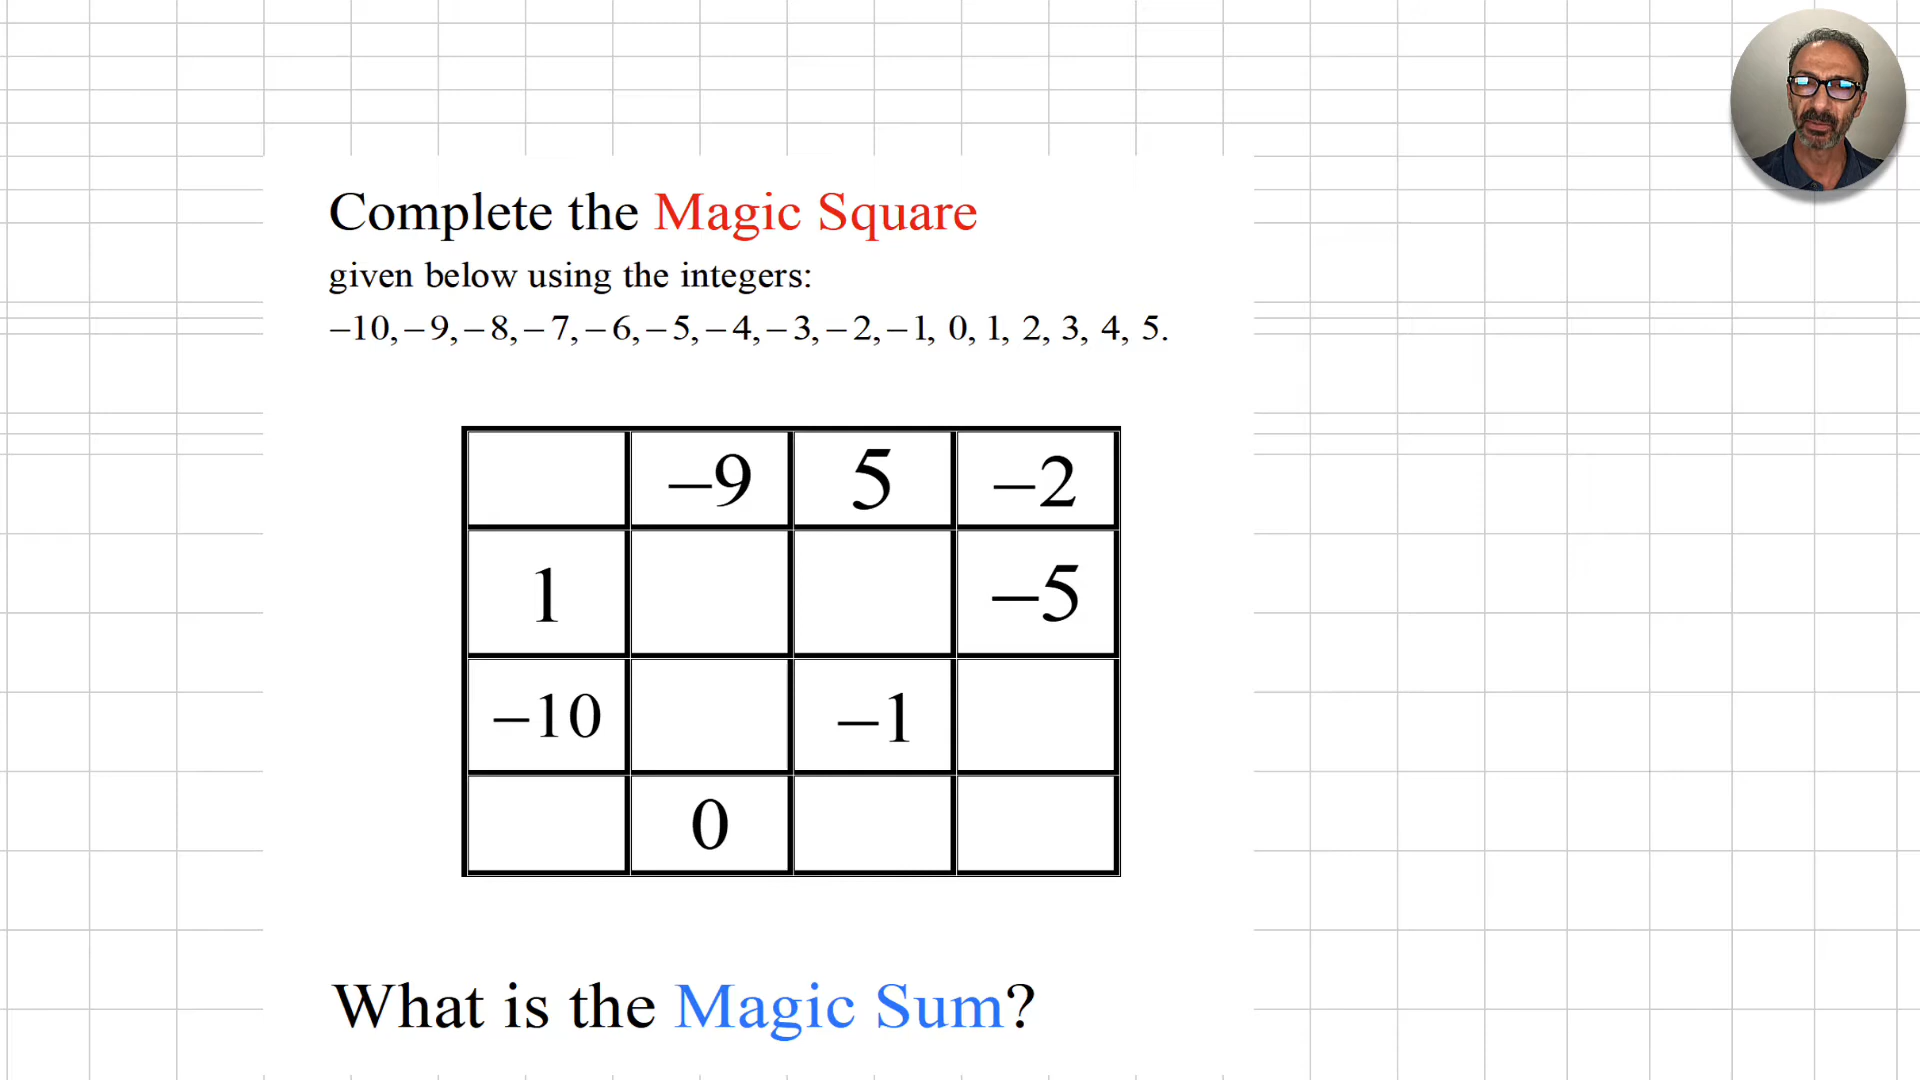 Complete the Magic Square
given below using the integers:
−10, −9, −8, −7, −6, −5, −4, −3, −2, −1, 0, 1, 2, 3, 4, 5.
−9 5 −2
1 −5
−10 −1
0
What is the Magic Sum?